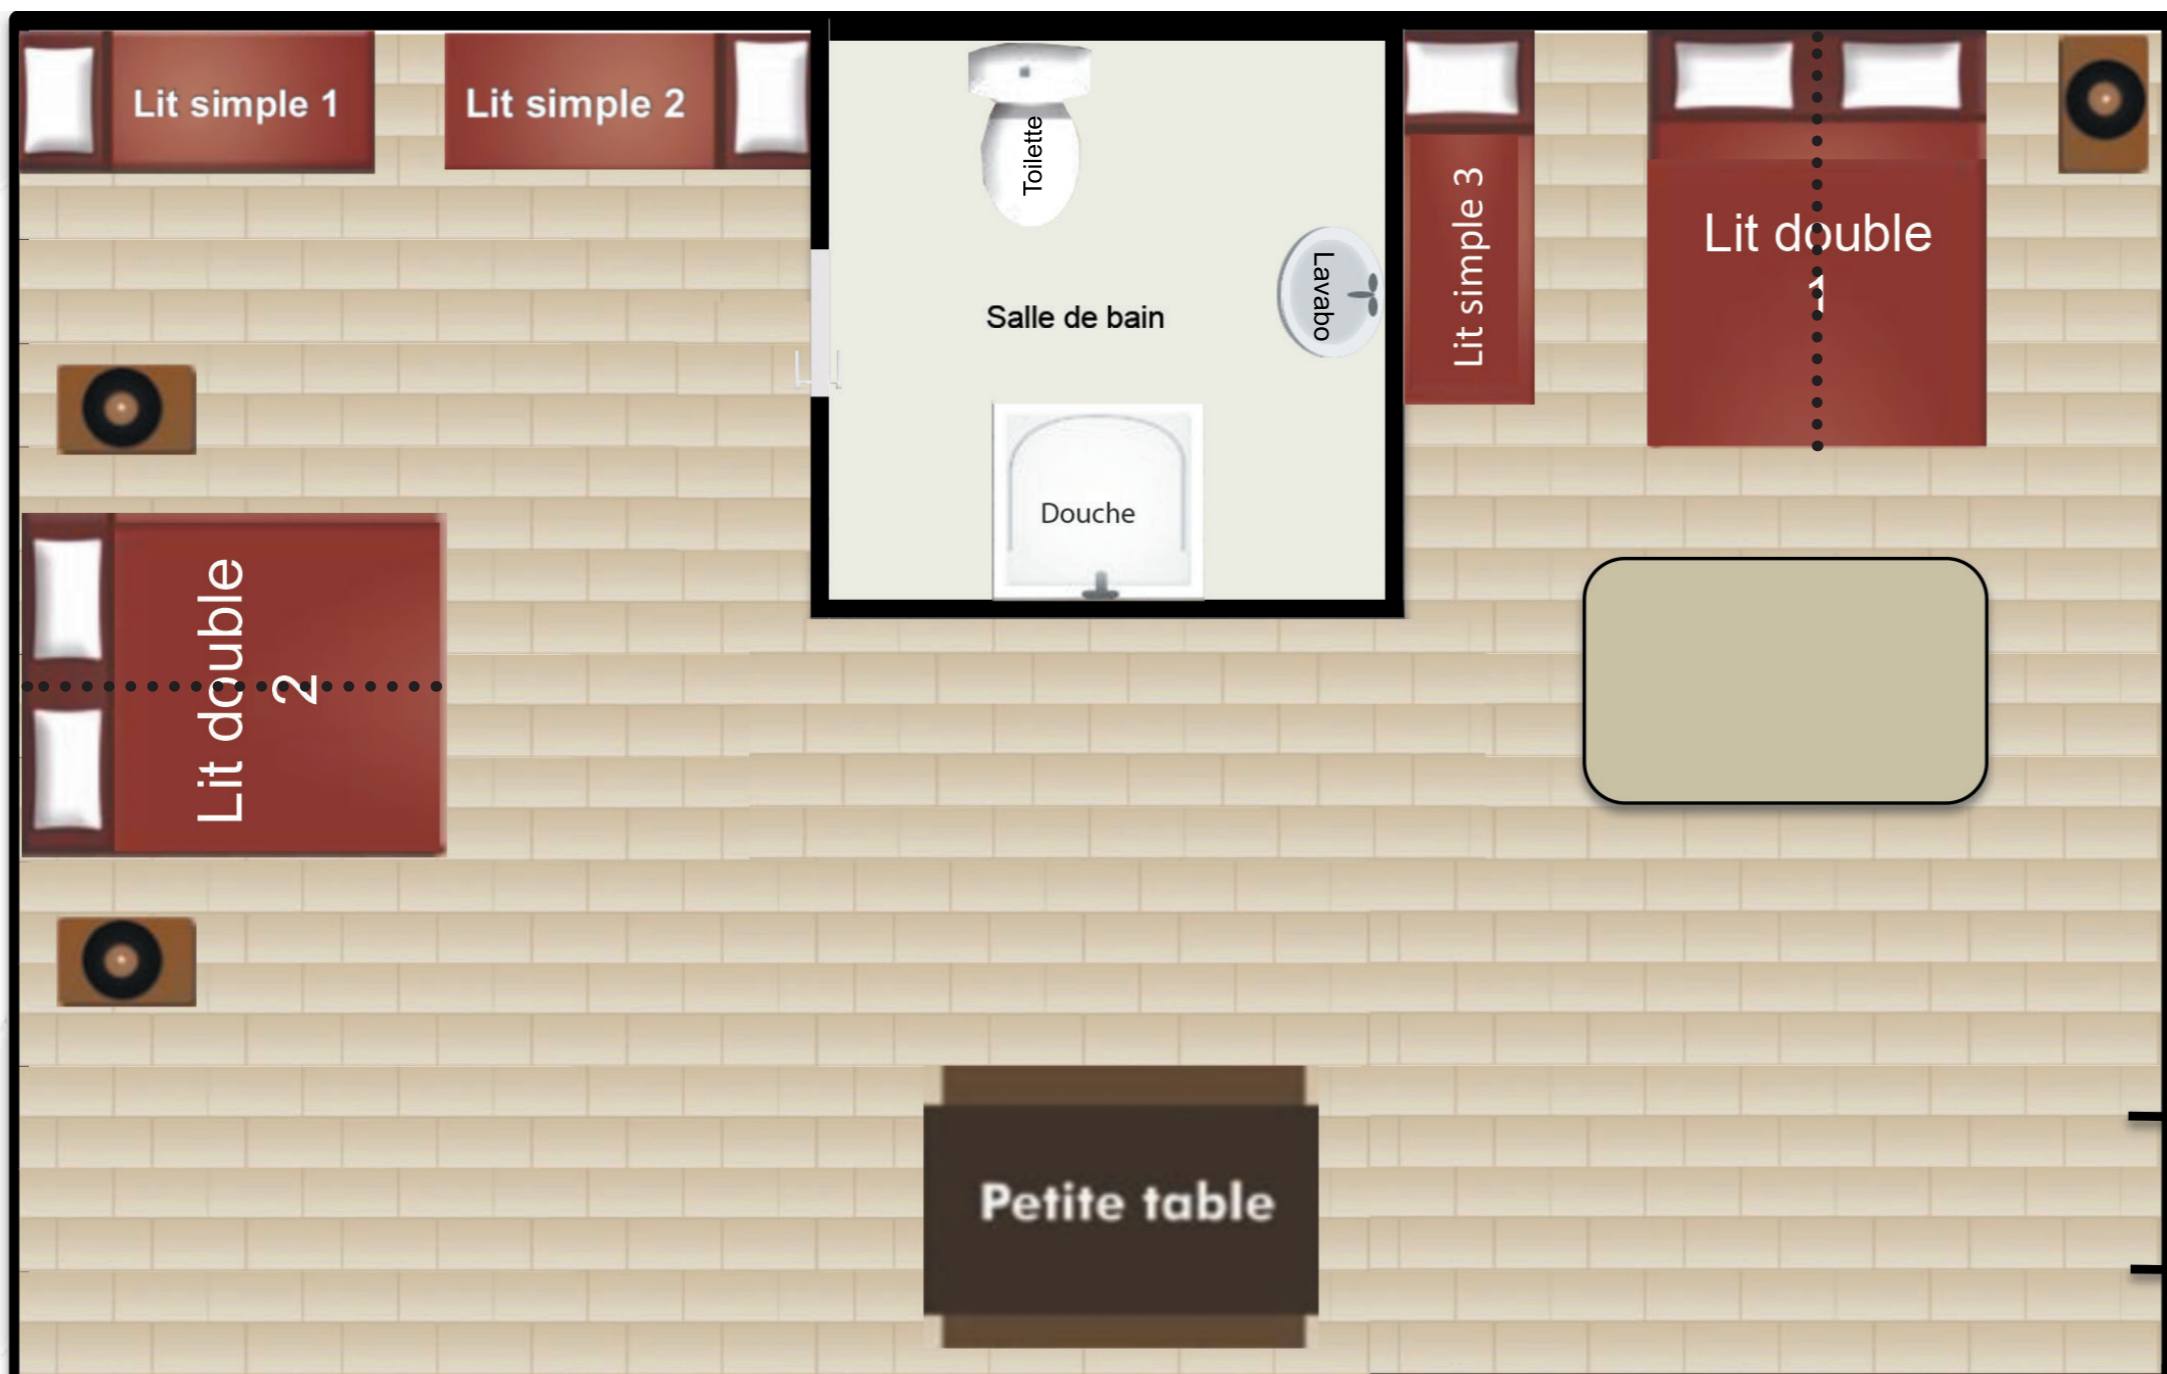 Lit simple 1
Lit simple 2
Toilette
Lavabo
Salle de bain
Douche
Lit simple 3
Lit double
1
Lit double
2
Petite table